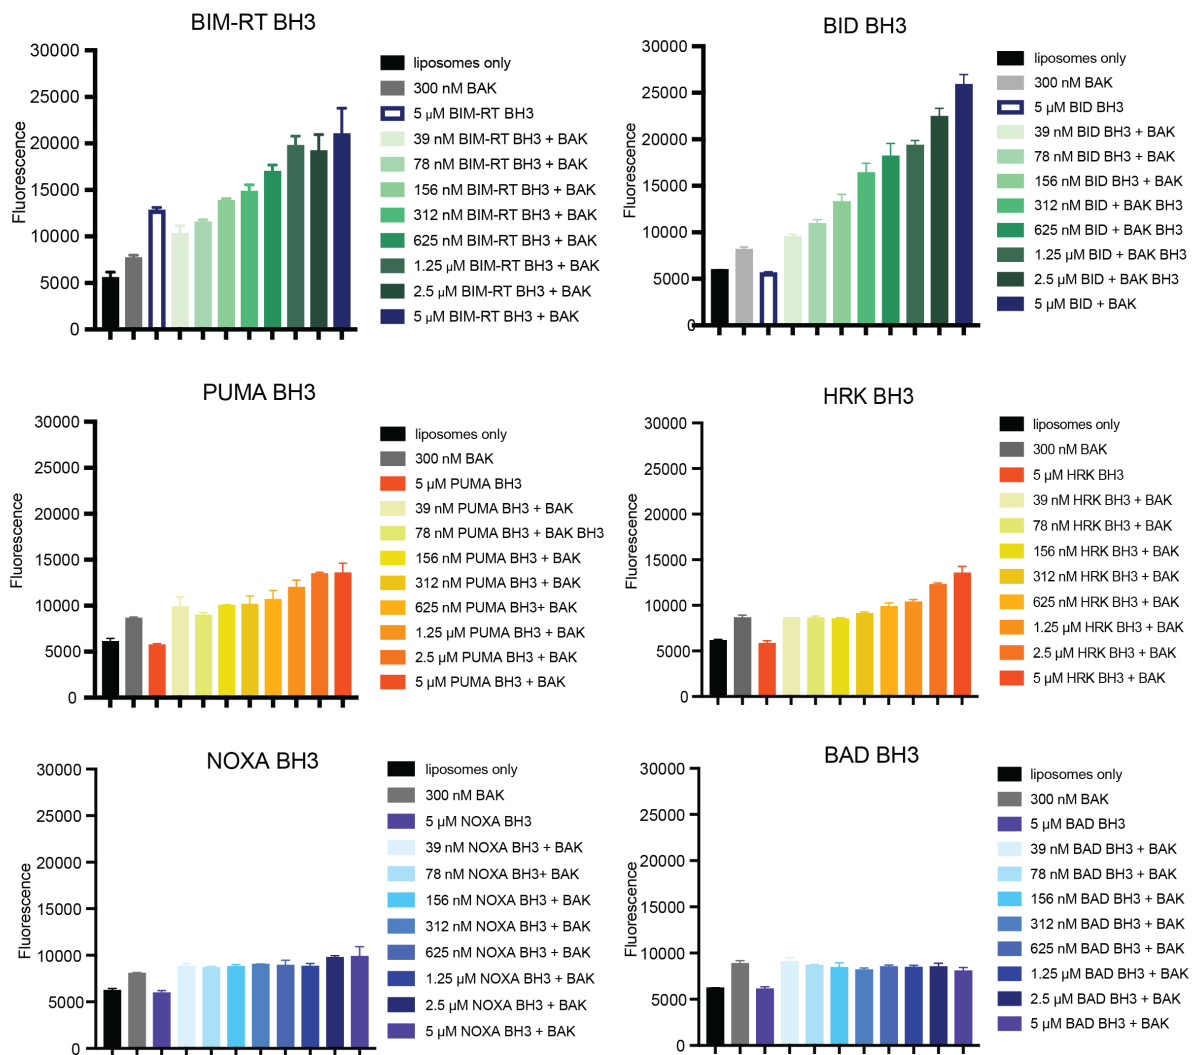 BIM-RT BH3
Fluorescence
30000
25000
20000
15000
10000
5000
0
liposomes only
300 nM BAK
5 µM BIM-RT BH3
39 nM BIM-RT BH3 + BAK
78 nM BIM-RT BH3 + BAK
156 nM BIM-RT BH3 + BAK
312 nM BIM-RT BH3 + BAK
625 nM BIM-RT BH3 + BAK
1.25 µM BIM-RT BH3 + BAK
2.5 µM BIM-RT BH3 + BAK
5 µM BIM-RT BH3 + BAK
BID BH3
Fluorescence
30000
25000
20000
15000
10000
5000
0
liposomes only
300 nM BAK
5 µM BID BH3
39 nM BID BH3 + BAK
78 nM BID BH3 + BAK
156 nM BID BH3 + BAK
312 nM BID + BAK BH3
625 nM BID + BAK BH3
1.25 µM BID + BAK BH3
2.5 µM BID + BAK BH3
5 µM BID + BAK
PUMA BH3
Fluorescence
30000
25000
20000
15000
10000
5000
0
liposomes only
300 nM BAK
5 µM PUMA BH3
39 nM PUMA BH3 + BAK
78 nM PUMA BH3 + BAK BH3
156 nM PUMA BH3 + BAK
312 nM PUMA BH3 + BAK
625 nM PUMA BH3+ BAK
1.25 µM PUMA BH3 + BAK
2.5 µM PUMA BH3 + BAK
5 µM PUMA BH3 + BAK
HRK BH3
Fluorescence
30000
25000
20000
15000
10000
5000
0
liposomes only
300 nM BAK
5 µM HRK BH3
39 nM HRK BH3 + BAK
78 nM HRK BH3 + BAK
156 nM HRK BH3 + BAK
312 nM HRK BH3 + BAK
625 nM HRK BH3 + BAK
1.25 µM HRK BH3 + BAK
2.5 µM HRK BH3 + BAK
5 µM HRK BH3 + BAK
NOXA BH3
Fluorescence
30000
25000
20000
15000
10000
5000
0
liposomes only
300 nM BAK
5 µM NOXA BH3
39 nM NOXA BH3 + BAK
78 nM NOXA BH3+ BAK
156 nM NOXA BH3 + BAK
312 nM NOXA BH3 + BAK
625 nM NOXA BH3 + BAK
1.25 µM NOXA BH3 + BAK
2.5 µM NOXA BH3 + BAK
5 µM NOXA BH3 + BAK
BAD BH3
Fluorescence
30000
25000
20000
15000
10000
5000
0
liposomes only
300 nM BAK
5 µM BAD BH3
39 nM BAD BH3 + BAK
78 nM BAD BH3 + BAK
156 nM BAD BH3 + BAK
312 nM BAD BH3 + BAK
625 nM BAD BH3 + BAK
1.25 µM BAD BH3 + BAK
2.5 µM BAD BH3 + BAK
5 µM BAD BH3 + BAK